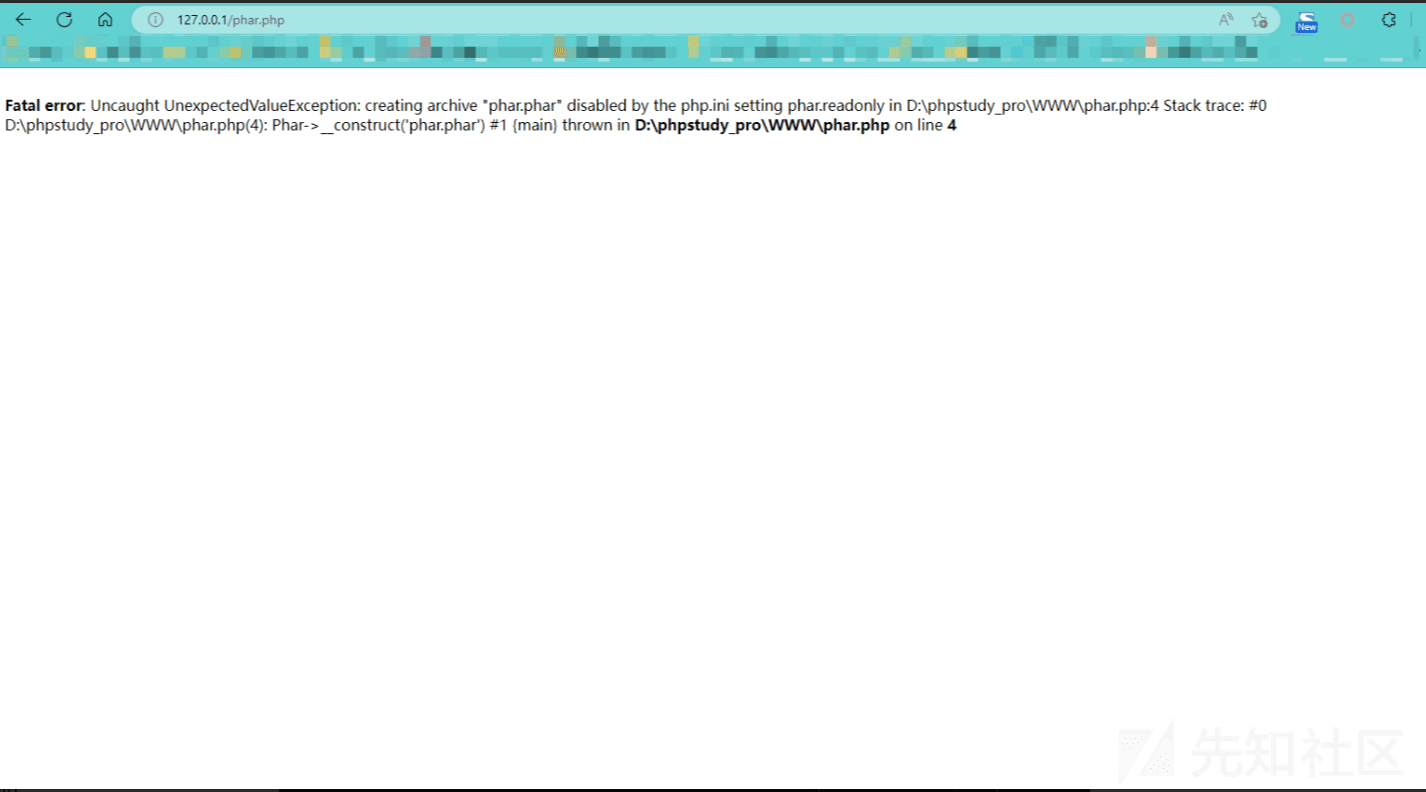 127.0.0.1/phar.php
New
Fatal error: Uncaught UnexpectedValueException: creating archive "phar.phar" disabled by the php.ini setting phar.readonly in D:\phpstudy_pro\WWW\phar.php:4 Stack trace: #0
D:\phpstudy_pro\WWW\phar.php(4): Phar->__construct('phar.phar') #1 {main} thrown in D:\phpstudy_pro\WWW\phar.php on line 4
先知社区